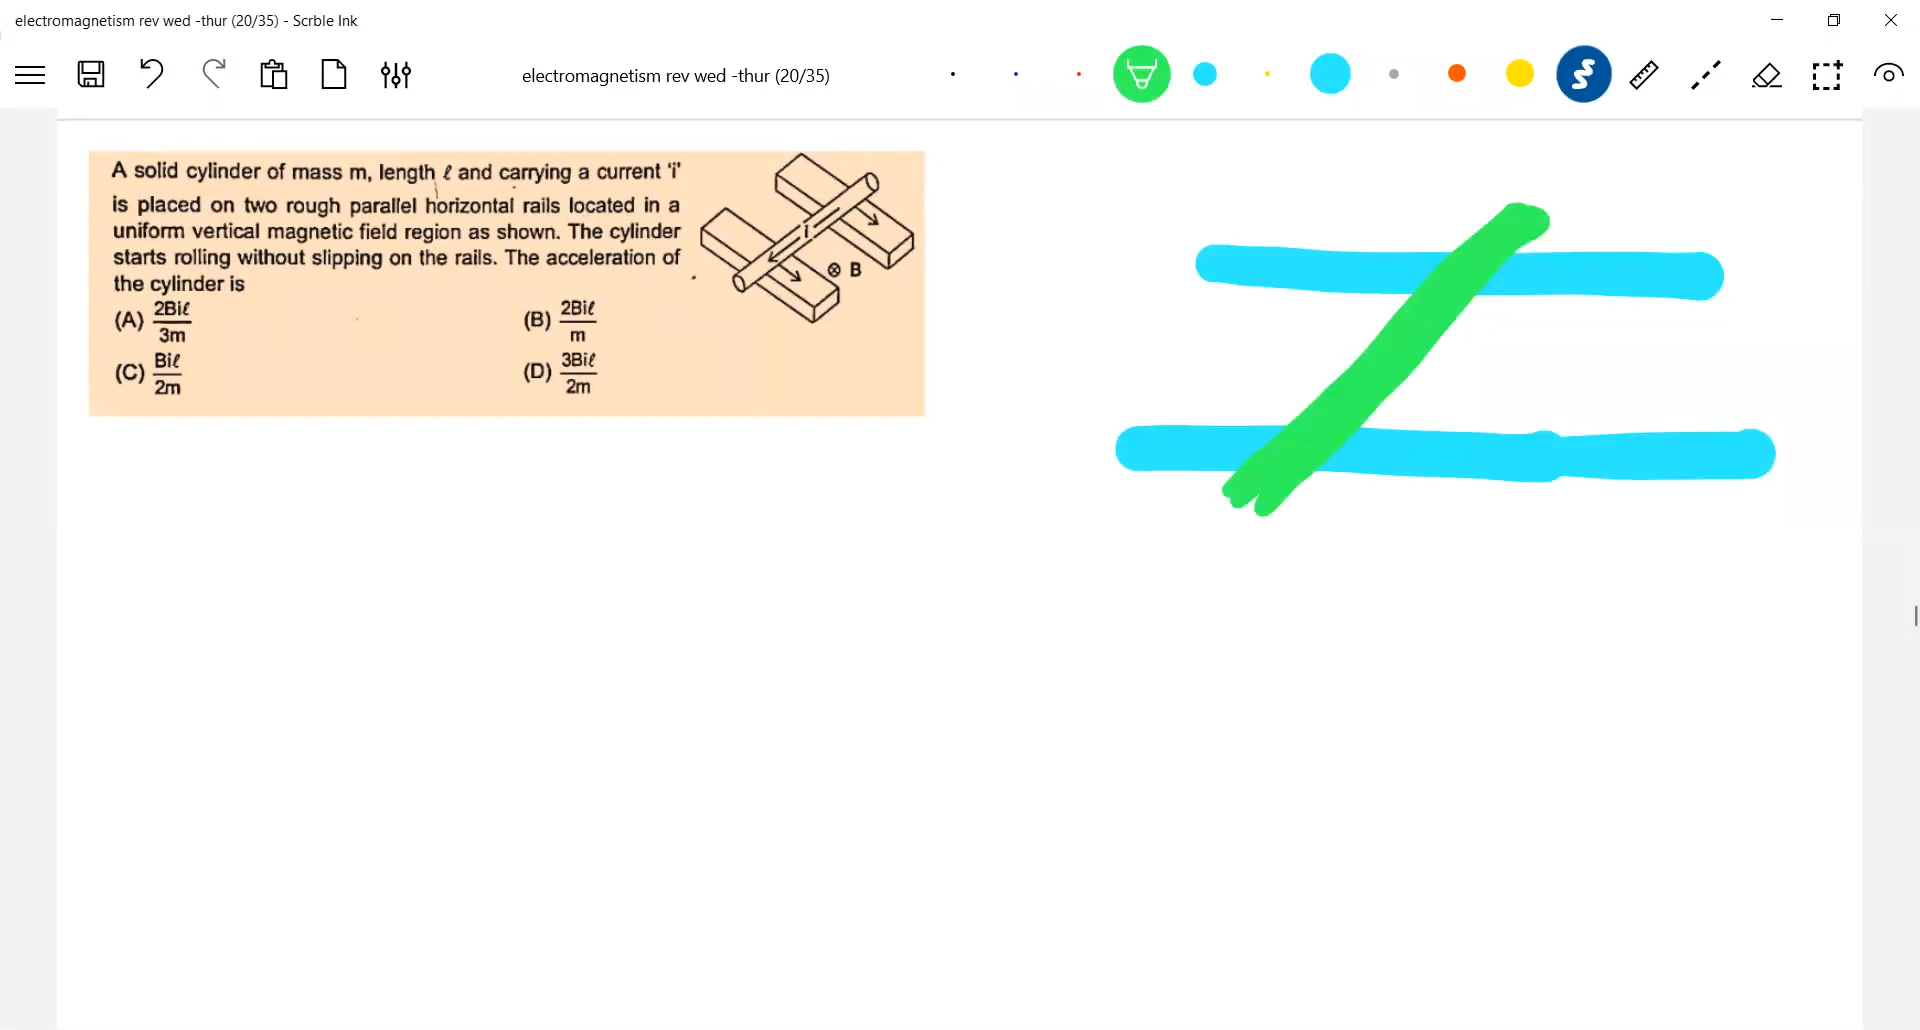 electromagnetism rev wed -thur (20/35) - Scrble Ink
electromagnetism rev wed -thur (20/35)
A solid cylinder of mass m, length ℓ and carrying a current 'i'
is placed on two rough parallel horizontal rails located in a
uniform vertical magnetic field region as shown. The cylinder
starts rolling without slipping on the rails. The acceleration of
the cylinder is
(A) 2Biℓ/3m (B) 2Biℓ/m
(C) Biℓ/2m (D) 3Biℓ/2m
i
⊗ B